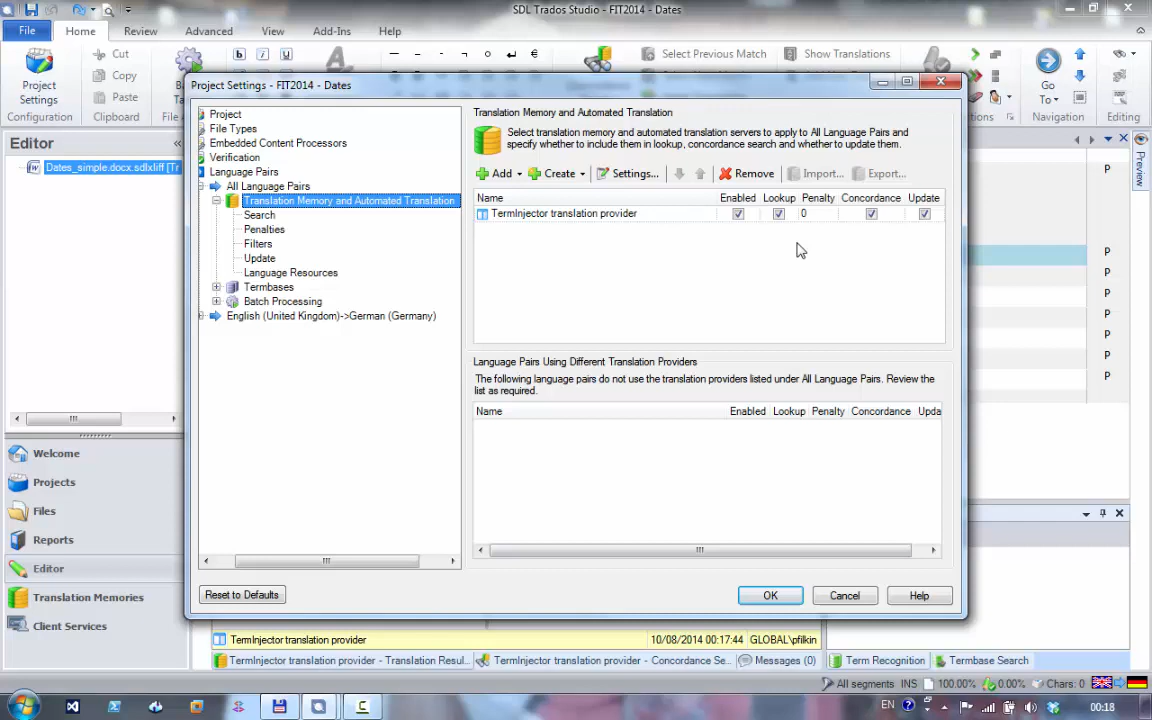 SDL Trados Studio - FIT2014 - Dates
File
Home
Review
Advanced
View
Add-Ins
Help
Project
Settings
Cut
Copy
Paste
b
i
u
A
€
Select Previous Match
Show Translations
Go
To
Configuration
Clipboard
File A
Navigation
Editing
Editor
Dates_simple.docx.sdlxliff [Tr
Welcome
Projects
Files
Reports
Editor
Translation Memories
Client Services
Project Settings - FIT2014 - Dates
Project
File Types
Embedded Content Processors
Verification
Language Pairs
All Language Pairs
Translation Memory and Automated Translation
Search
Penalties
Filters
Update
Language Resources
Termbases
Batch Processing
English (United Kingdom)->German (Germany)
Translation Memory and Automated Translation
Select translation memory and automated translation servers to apply to All Language Pairs and
specify whether to include them in lookup, concordance search and whether to update them.
Add
Create
Settings...
Remove
Import...
Export...
Name Enabled Lookup Penalty Concordance Update
TermInjector translation provider 0
Language Pairs Using Different Translation Providers
The following language pairs do not use the translation providers listed under All Language Pairs. Review the
list as required.
Name Enabled Lookup Penalty Concordance Upda
Reset to Defaults
OK
Cancel
Help
Preview
P
P
P
P
P
P
P
P
TermInjector translation provider 10/08/2014 00:17:44 GLOBAL\pfilkin
TermInjector translation provider - Translation Resul...
TermInjector translation provider - Concordance Se...
Messages (0)
Term Recognition
Termbase Search
All segments INS 100.00% 0.00% Chars: 0
EN
00:18